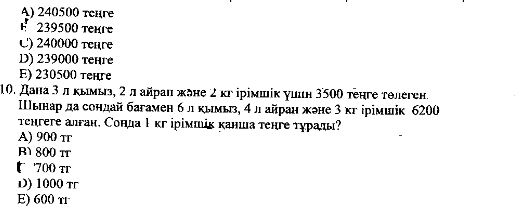 A) 240500 теңге
239500 теңге
C) 240000 теңге
D) 239000 теңге
E) 230500 теңге
10. Дана 3 л қымыз, 2 л айран және 2 кг ірімшік үшін 3500 теңге төлеген.
Шынар да сондай бағамен 6 л қымыз, 4 л айран және 3 кг ірімшік 6200
теңгеге алған. Сонда 1 кг ірімшік қанша теңге тұрады?
A) 900 тг
B) 800 тг
700 тг
D) 1000 тг
E) 600 тг